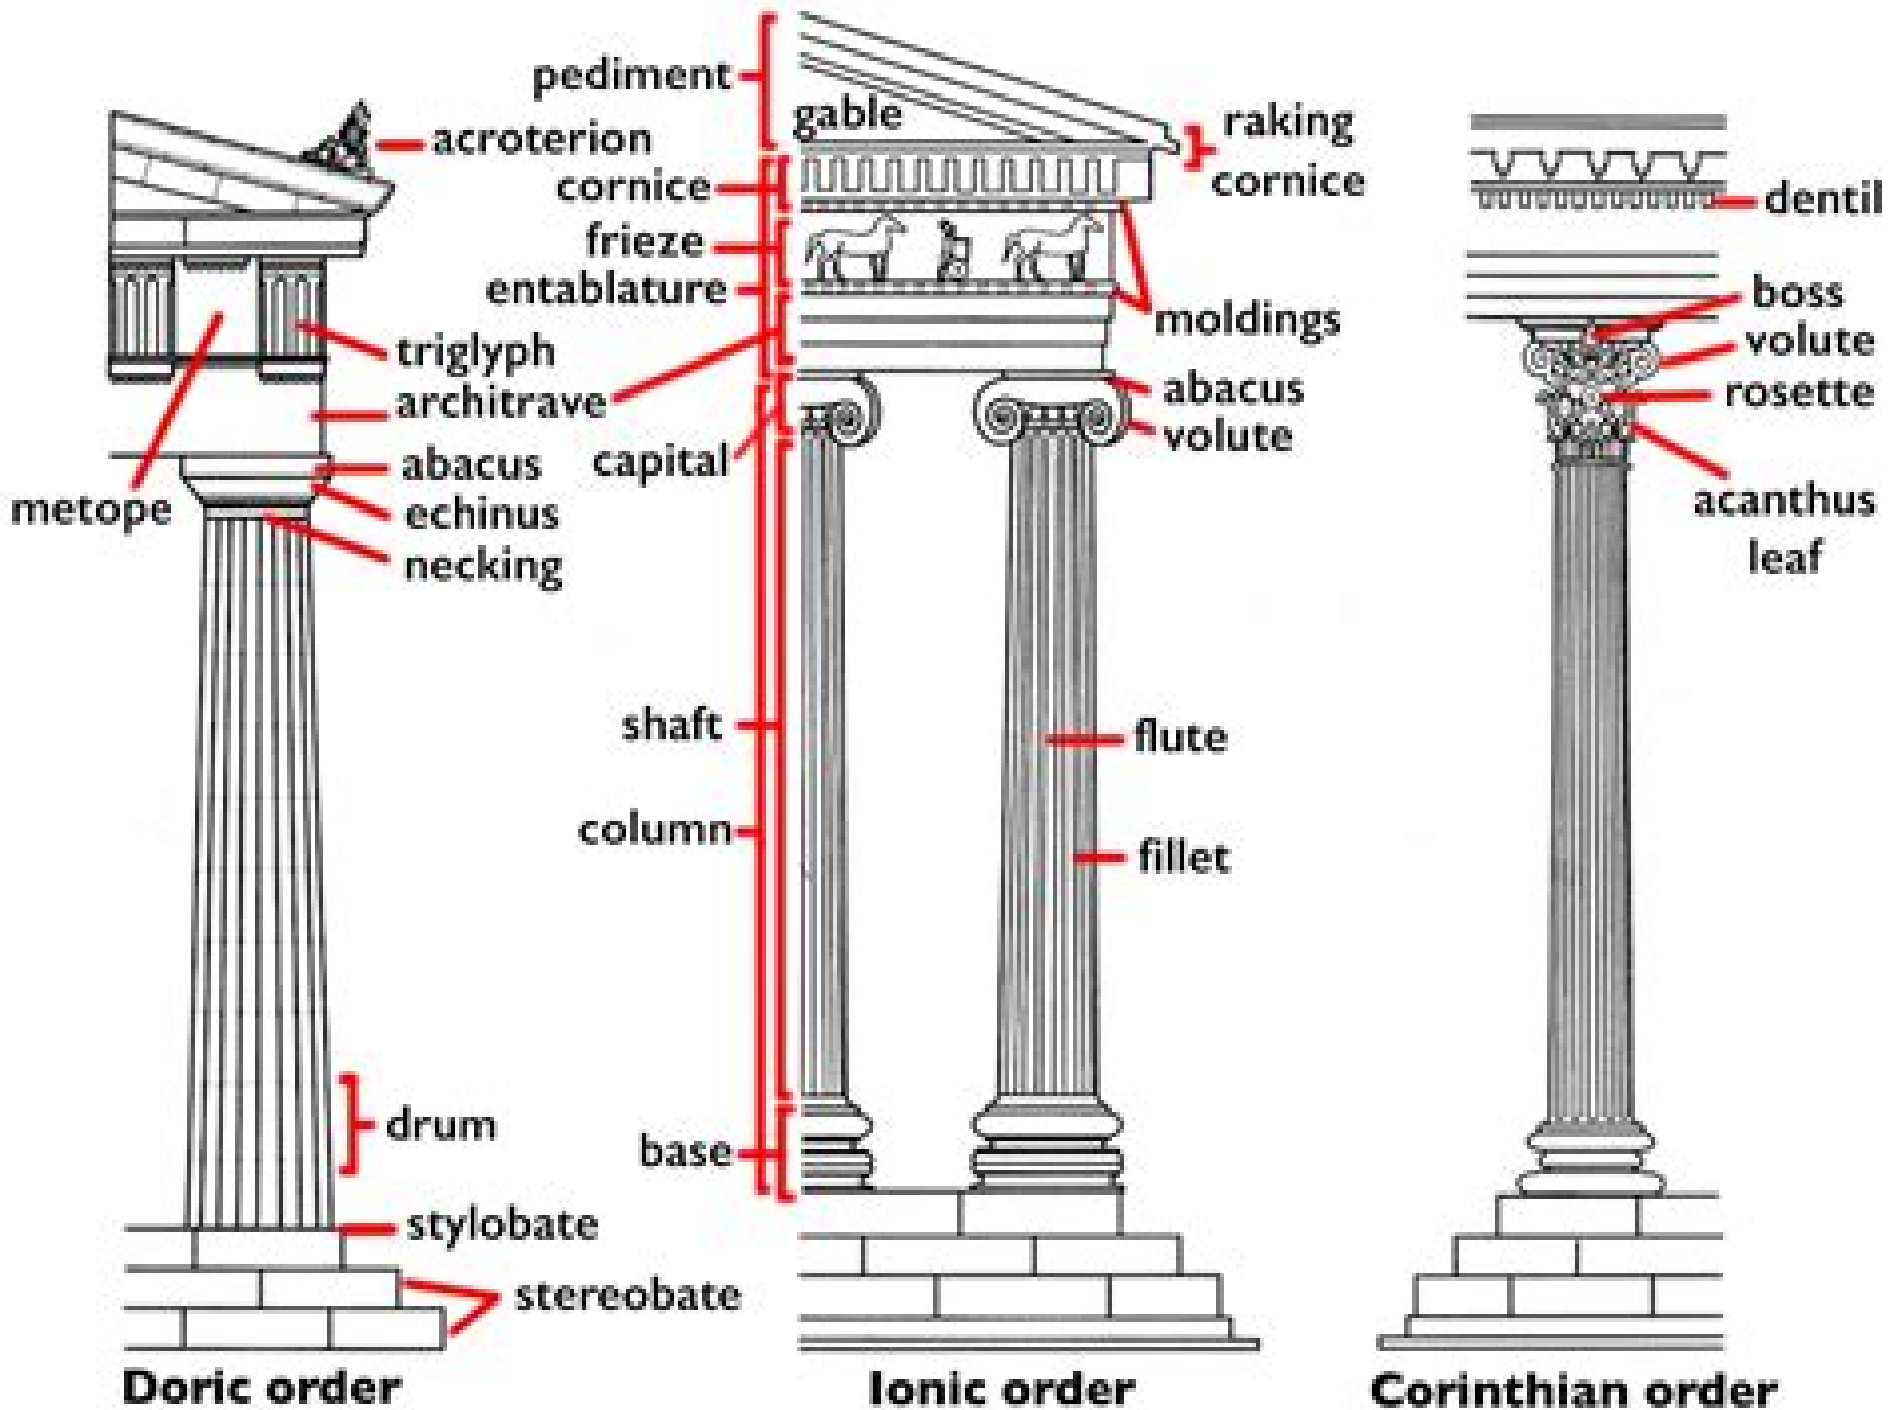 pediment
gable
raking
cornice
acroterion
cornice
dentil
frieze
entablature
boss
moldings
volute
triglyph
abacus
rosette
architrave
volute
capital
abacus
acanthus
leaf
metope
echinus
necking
shaft
flute
column
fillet
drum
base
stylobate
stereobate
Doric order
Ionic order
Corinthian order